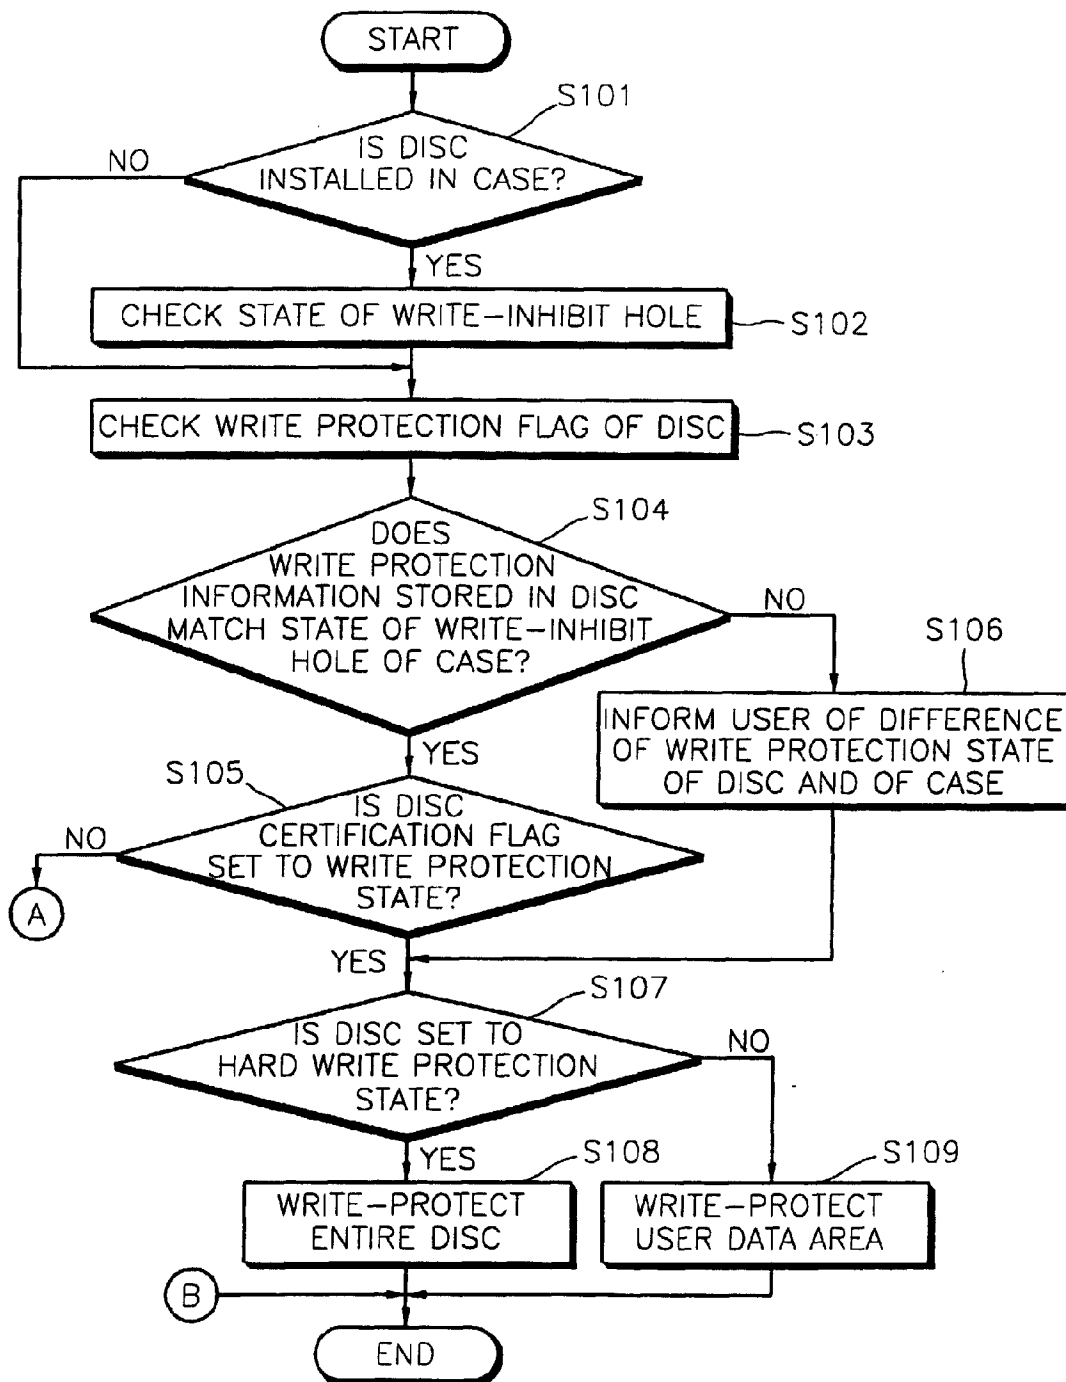 START
S101
IS DISC
INSTALLED IN CASE?
NO
YES
CHECK STATE OF WRITE-INHIBIT HOLE
S102
CHECK WRITE PROTECTION FLAG OF DISC
S103
S104
DOES
WRITE PROTECTION
INFORMATION STORED IN DISC
MATCH STATE OF WRITE-INHIBIT
HOLE OF CASE?
NO
S106
INFORM USER OF DIFFERENCE
OF WRITE PROTECTION STATE
OF DISC AND OF CASE
YES
S105
IS DISC
CERTIFICATION FLAG
SET TO WRITE PROTECTION
STATE?
NO
A
YES
S107
IS DISC SET TO
HARD WRITE PROTECTION
STATE?
NO
YES
S108
WRITE-PROTECT
ENTIRE DISC
S109
WRITE-PROTECT
USER DATA AREA
B
END